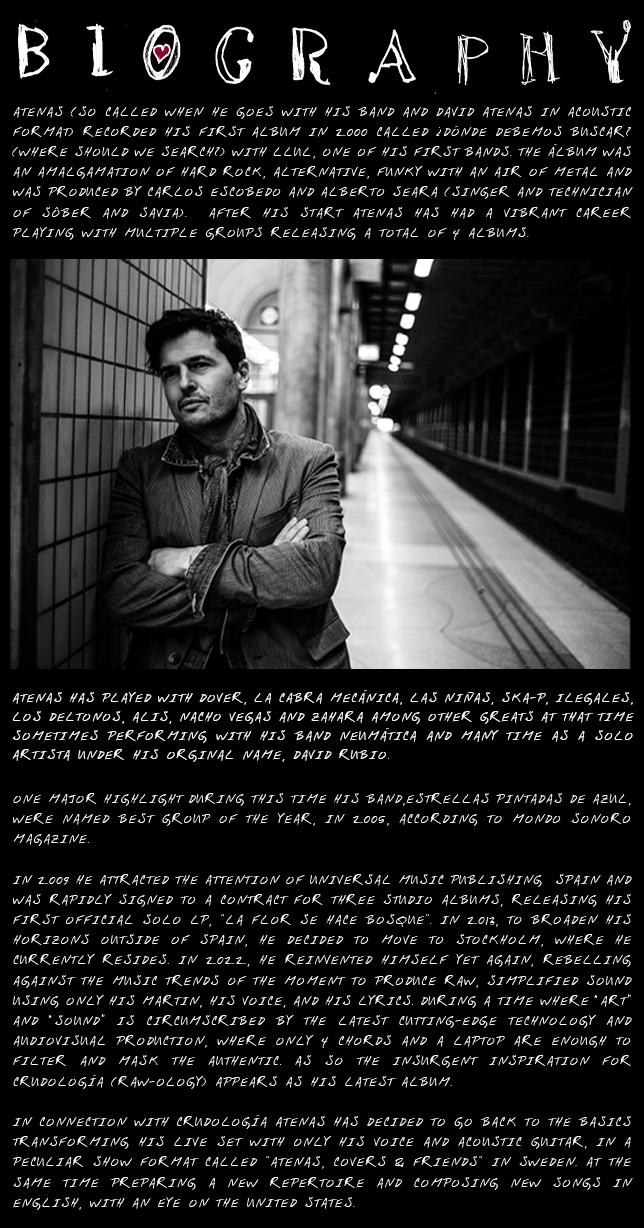 BIOGRAPHY
ATENAS (SO CALLED WHEN HE GOES WITH HIS BAND AND DAVID ATENAS IN ACOUSTIC
FORMAT) RECORDED HIS FIRST ALBUM IN 2000 CALLED ¿DÓNDE DEBEMOS BUSCAR?
(WHERE SHOULD WE SEARCH?) WITH LLUL, ONE OF HIS FIRST BANDS. THE ÁLBUM WAS
AN AMALGAMATION OF HARD ROCK, ALTERNATIVE, FUNKY WITH AN AIR OF METAL AND
WAS PRODUCED BY CARLOS ESCOBEDO AND ALBERTO SEARA (SINGER AND TECHNICIAN
OF SÔBER AND SAVIA). AFTER HIS START ATENAS HAS HAD A VIBRANT CAREER
PLAYING WITH MULTIPLE GROUPS RELEASING A TOTAL OF 4 ALBUMS.
ATENAS HAS PLAYED WITH DOVER, LA CABRA MECÁNICA, LAS NIÑAS, SKA-P, ILEGALES,
LOS DELTONOS, ALIS, NACHO VEGAS AND ZAHARA AMONG OTHER GREATS AT THAT TIME
SOMETIMES PERFORMING WITH HIS BAND NEUMÁTICA AND MANY TIME AS A SOLO
ARTISTA UNDER HIS ORGINAL NAME, DAVID RUBIO.
ONE MAJOR HIGHLIGHT DURING THIS TIME HIS BAND,ESTRELLAS PINTADAS DE AZUL,
WERE NAMED BEST GROUP OF THE YEAR, IN 2005, ACCORDING TO MONDO SONORO
MAGAZINE.
IN 2009 HE ATTRACTED THE ATTENTION OF UNIVERSAL MUSIC PUBLISHING SPAIN AND
WAS RAPIDLY SIGNED TO A CONTRACT FOR THREE STUDIO ALBUMS, RELEASING HIS
FIRST OFFICIAL SOLO LP, "LA FLOR SE HACE BOSQUE". IN 2013, TO BROADEN HIS
HORIZONS OUTSIDE OF SPAIN, HE DECIDED TO MOVE TO STOCKHOLM, WHERE HE
CURRENTLY RESIDES. IN 2022, HE REINVENTED HIMSELF YET AGAIN, REBELLING
AGAINST THE MUSIC TRENDS OF THE MOMENT TO PRODUCE RAW, SIMPLIFIED SOUND
USING ONLY HIS MARTIN, HIS VOICE, AND HIS LYRICS. DURING A TIME WHERE "ART"
AND "SOUND" IS CIRCUMSCRIBED BY THE LATEST CUTTING-EDGE TECHNOLOGY AND
AUDIOVISUAL PRODUCTION, WHERE ONLY 4 CHORDS AND A LAPTOP ARE ENOUGH TO
FILTER AND MASK THE AUTHENTIC. AS SO THE INSURGENT INSPIRATION FOR
CRUDOLOGÍA (RAW-OLOGY) APPEARS AS HIS LATEST ALBUM.
IN CONNECTION WITH CRUDOLOGÍA ATENAS HAS DECIDED TO GO BACK TO THE BASICS
TRANSFORMING HIS LIVE SET WITH ONLY HIS VOICE AND ACOUSTIC GUITAR, IN A
PECULIAR SHOW FORMAT CALLED "ATENAS, COVERS & FRIENDS" IN SWEDEN. AT THE
SAME TIME PREPARING A NEW REPERTOIRE AND COMPOSING NEW SONGS IN
ENGLISH, WITH AN EYE ON THE UNITED STATES.